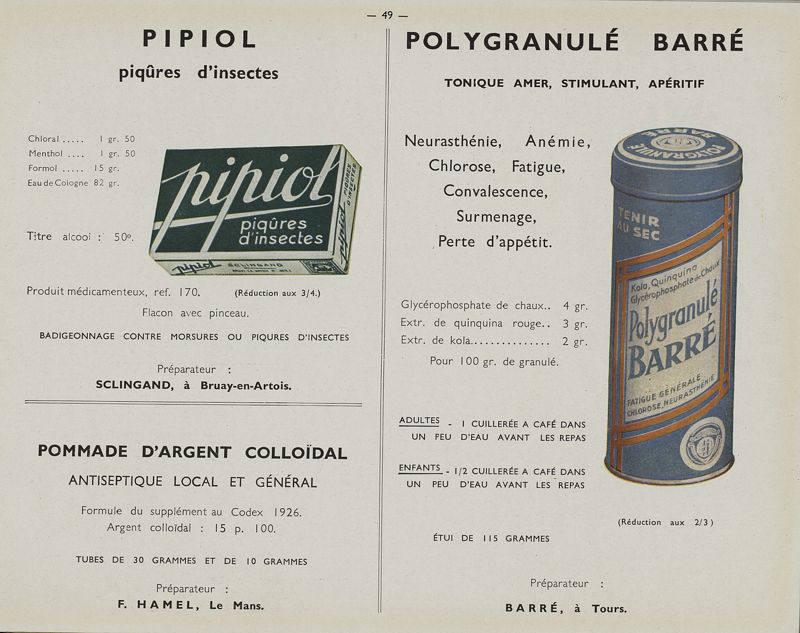 — 49 —
PIPIOL
piqûres d'insectes
Chloral ..... 1 gr. 50
Menthol .... 1 gr. 50
Formol ..... 15 gr.
Eau de Cologne 82 gr.
Titre alcool : 50º.
pipiol
piqûres
d'insectes
pipiol
SCLINGAND
pipiol
PIQURES
D'INSECTES
Produit médicamenteux, ref. 170. (Réduction aux 3/4.)
Flacon avec pinceau.
BADIGEONNAGE CONTRE MORSURES OU PIQURES D'INSECTES
Préparateur :
SCLINGAND, à Bruay-en-Artois.
POMMADE D'ARGENT COLLOÏDAL
ANTISEPTIQUE LOCAL ET GÉNÉRAL
Formule du supplément au Codex 1926.
Argent colloïdal : 15 p. 100.
TUBES DE 30 GRAMMES ET DE 10 GRAMMES
Préparateur :
F. HAMEL, Le Mans.
POLYGRANULÉ BARRÉ
TONIQUE AMER, STIMULANT, APÉRITIF
Neurasthénie, Anémie,
Chlorose, Fatigue,
Convalescence,
Surmenage,
Perte d'appétit.
Glycérophosphate de chaux.. 4 gr.
Extr. de quinquina rouge.. 3 gr.
Extr. de kola............... 2 gr.
Pour 100 gr. de granulé.
POLYGRANULÉ BARRÉ
TENIR
AU SEC
Kola, Quinquina
Glycérophosphate de Chaux
Polygranulé
BARRÉ
FATIGUE GÉNÉRALE
CHLOROSE, NEURASTHÉNIE
ADULTES - 1 CUILLERÉE A CAFÉ DANS
UN PEU D'EAU AVANT LES REPAS
ENFANTS - 1/2 CUILLERÉE A CAFÉ DANS
UN PEU D'EAU AVANT LES REPAS
(Réduction aux 2/3)
ÉTUI DE 115 GRAMMES
Préparateur :
BARRÉ, à Tours.